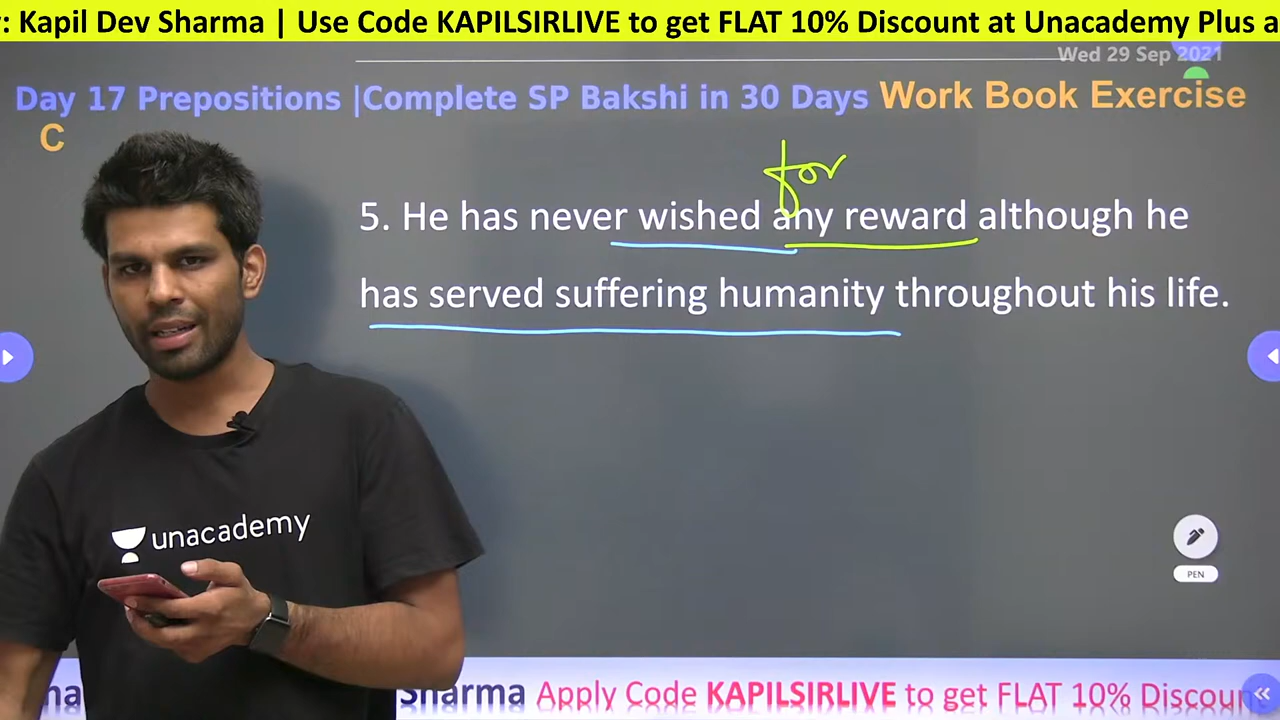 : Kapil Dev Sharma | Use Code KAPILSIRLIVE to get FLAT 10% Discount at Unacademy Plus a
Wed 29 Sep 2021
Day 17 Prepositions |Complete SP Bakshi in 30 Days Work Book Exercise
C
for
5. He has never wished any reward although he
has served suffering humanity throughout his life.
unacademy
PEN
Sharma Apply Code KAPILSIRLIVE to get FLAT 10% Discoun